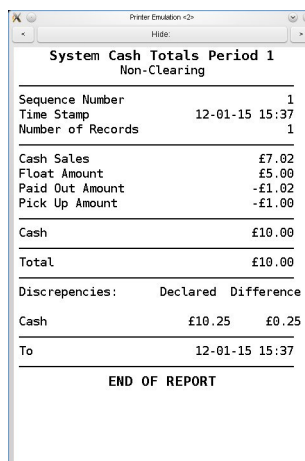 Printer Emulation <2>
< Hide: >
System Cash Totals Period 1
Non-Clearing
Sequence Number 1
Time Stamp 12-01-15 15:37
Number of Records 1
Cash Sales £7.02
Float Amount £5.00
Paid Out Amount -£1.02
Pick Up Amount -£1.00
Cash £10.00
Total £10.00
Discrepencies: Declared Difference
Cash £10.25 £0.25
To 12-01-15 15:37
END OF REPORT